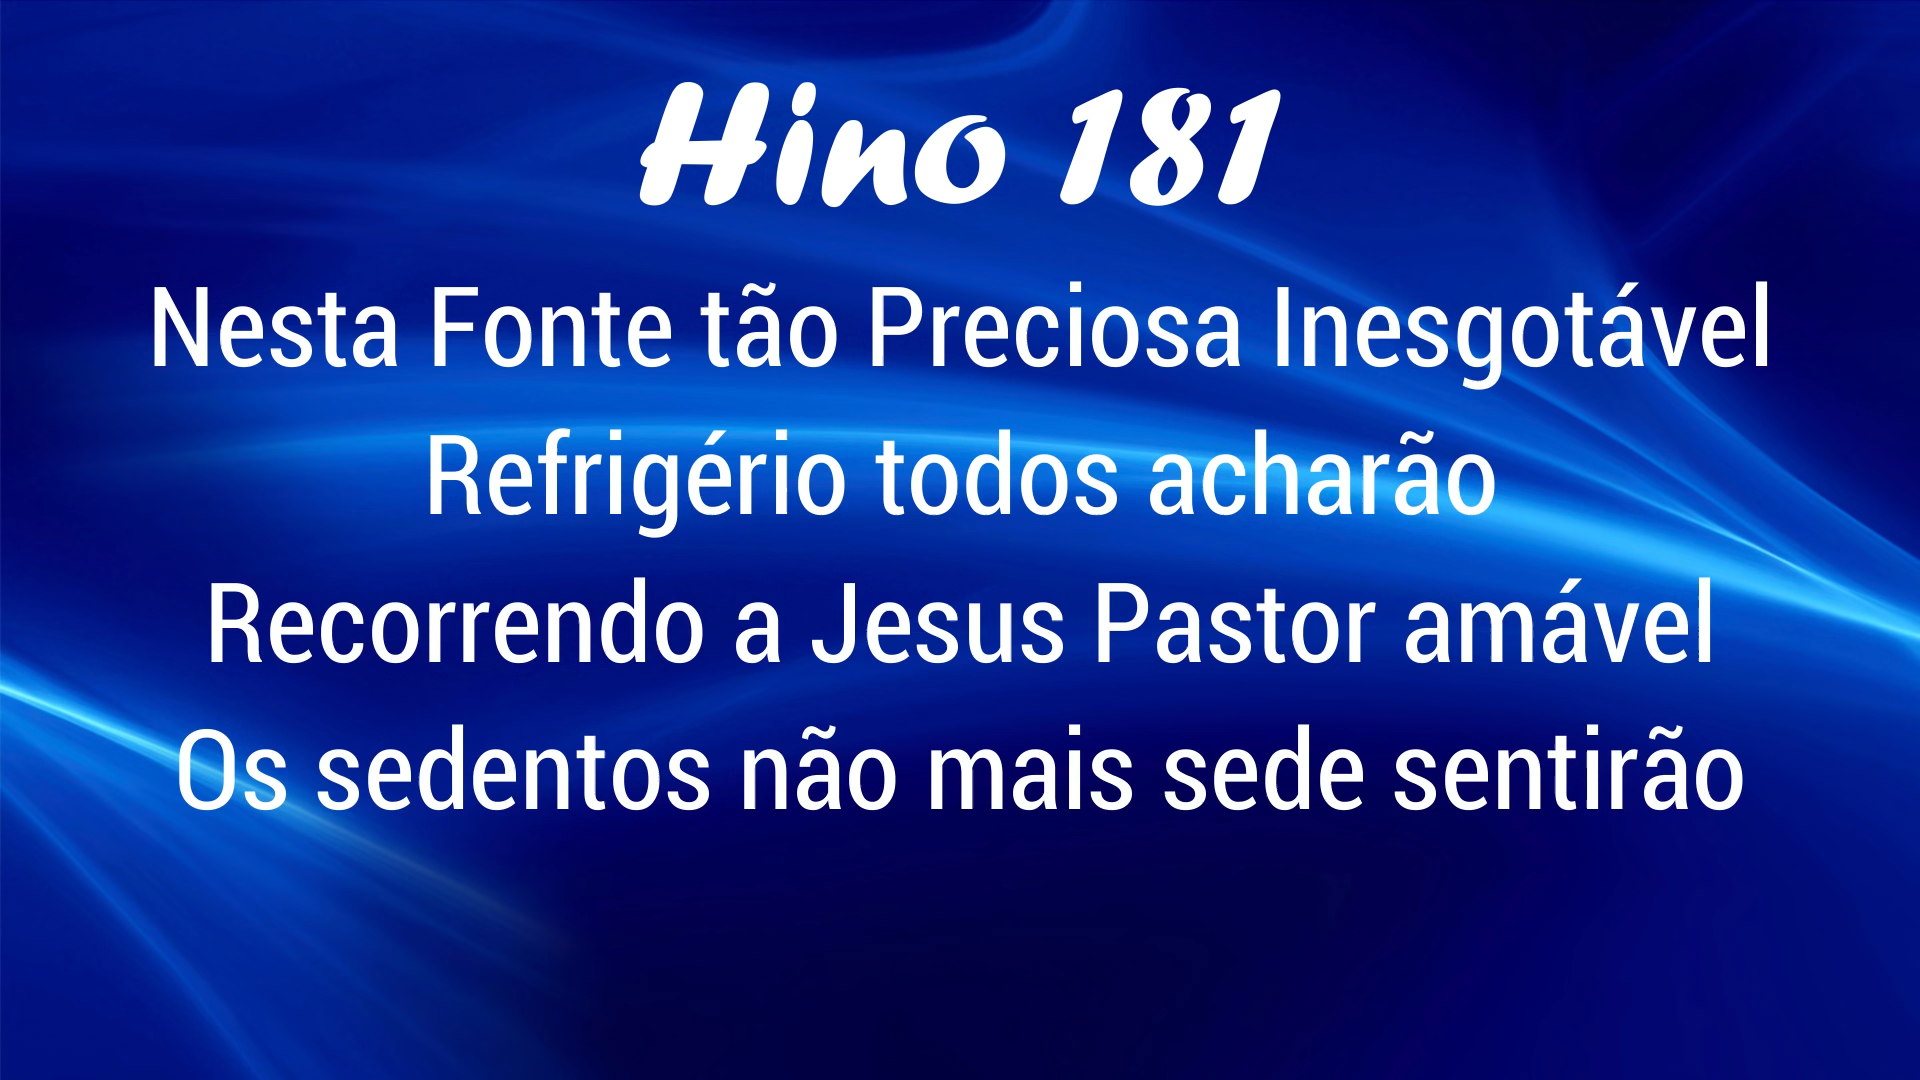 Hino 181
Nesta Fonte tão Preciosa Inesgotável
Refrigério todos acharão
Recorrendo a Jesus Pastor amável
Os sedentos não mais sede sentirão